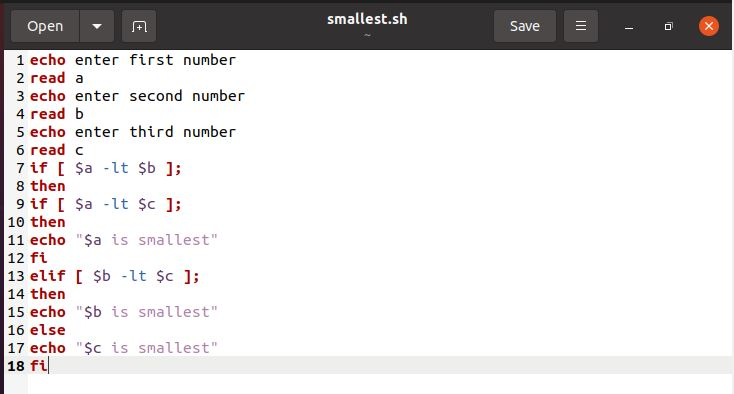 Open
smallest.sh
~
Save
1 echo enter first number
2 read a
3 echo enter second number
4 read b
5 echo enter third number
6 read c
7 if [ $a -lt $b ];
8 then
9 if [ $a -lt $c ];
10 then
11 echo "$a is smallest"
12 fi
13 elif [ $b -lt $c ];
14 then
15 echo "$b is smallest"
16 else
17 echo "$c is smallest"
18 fi